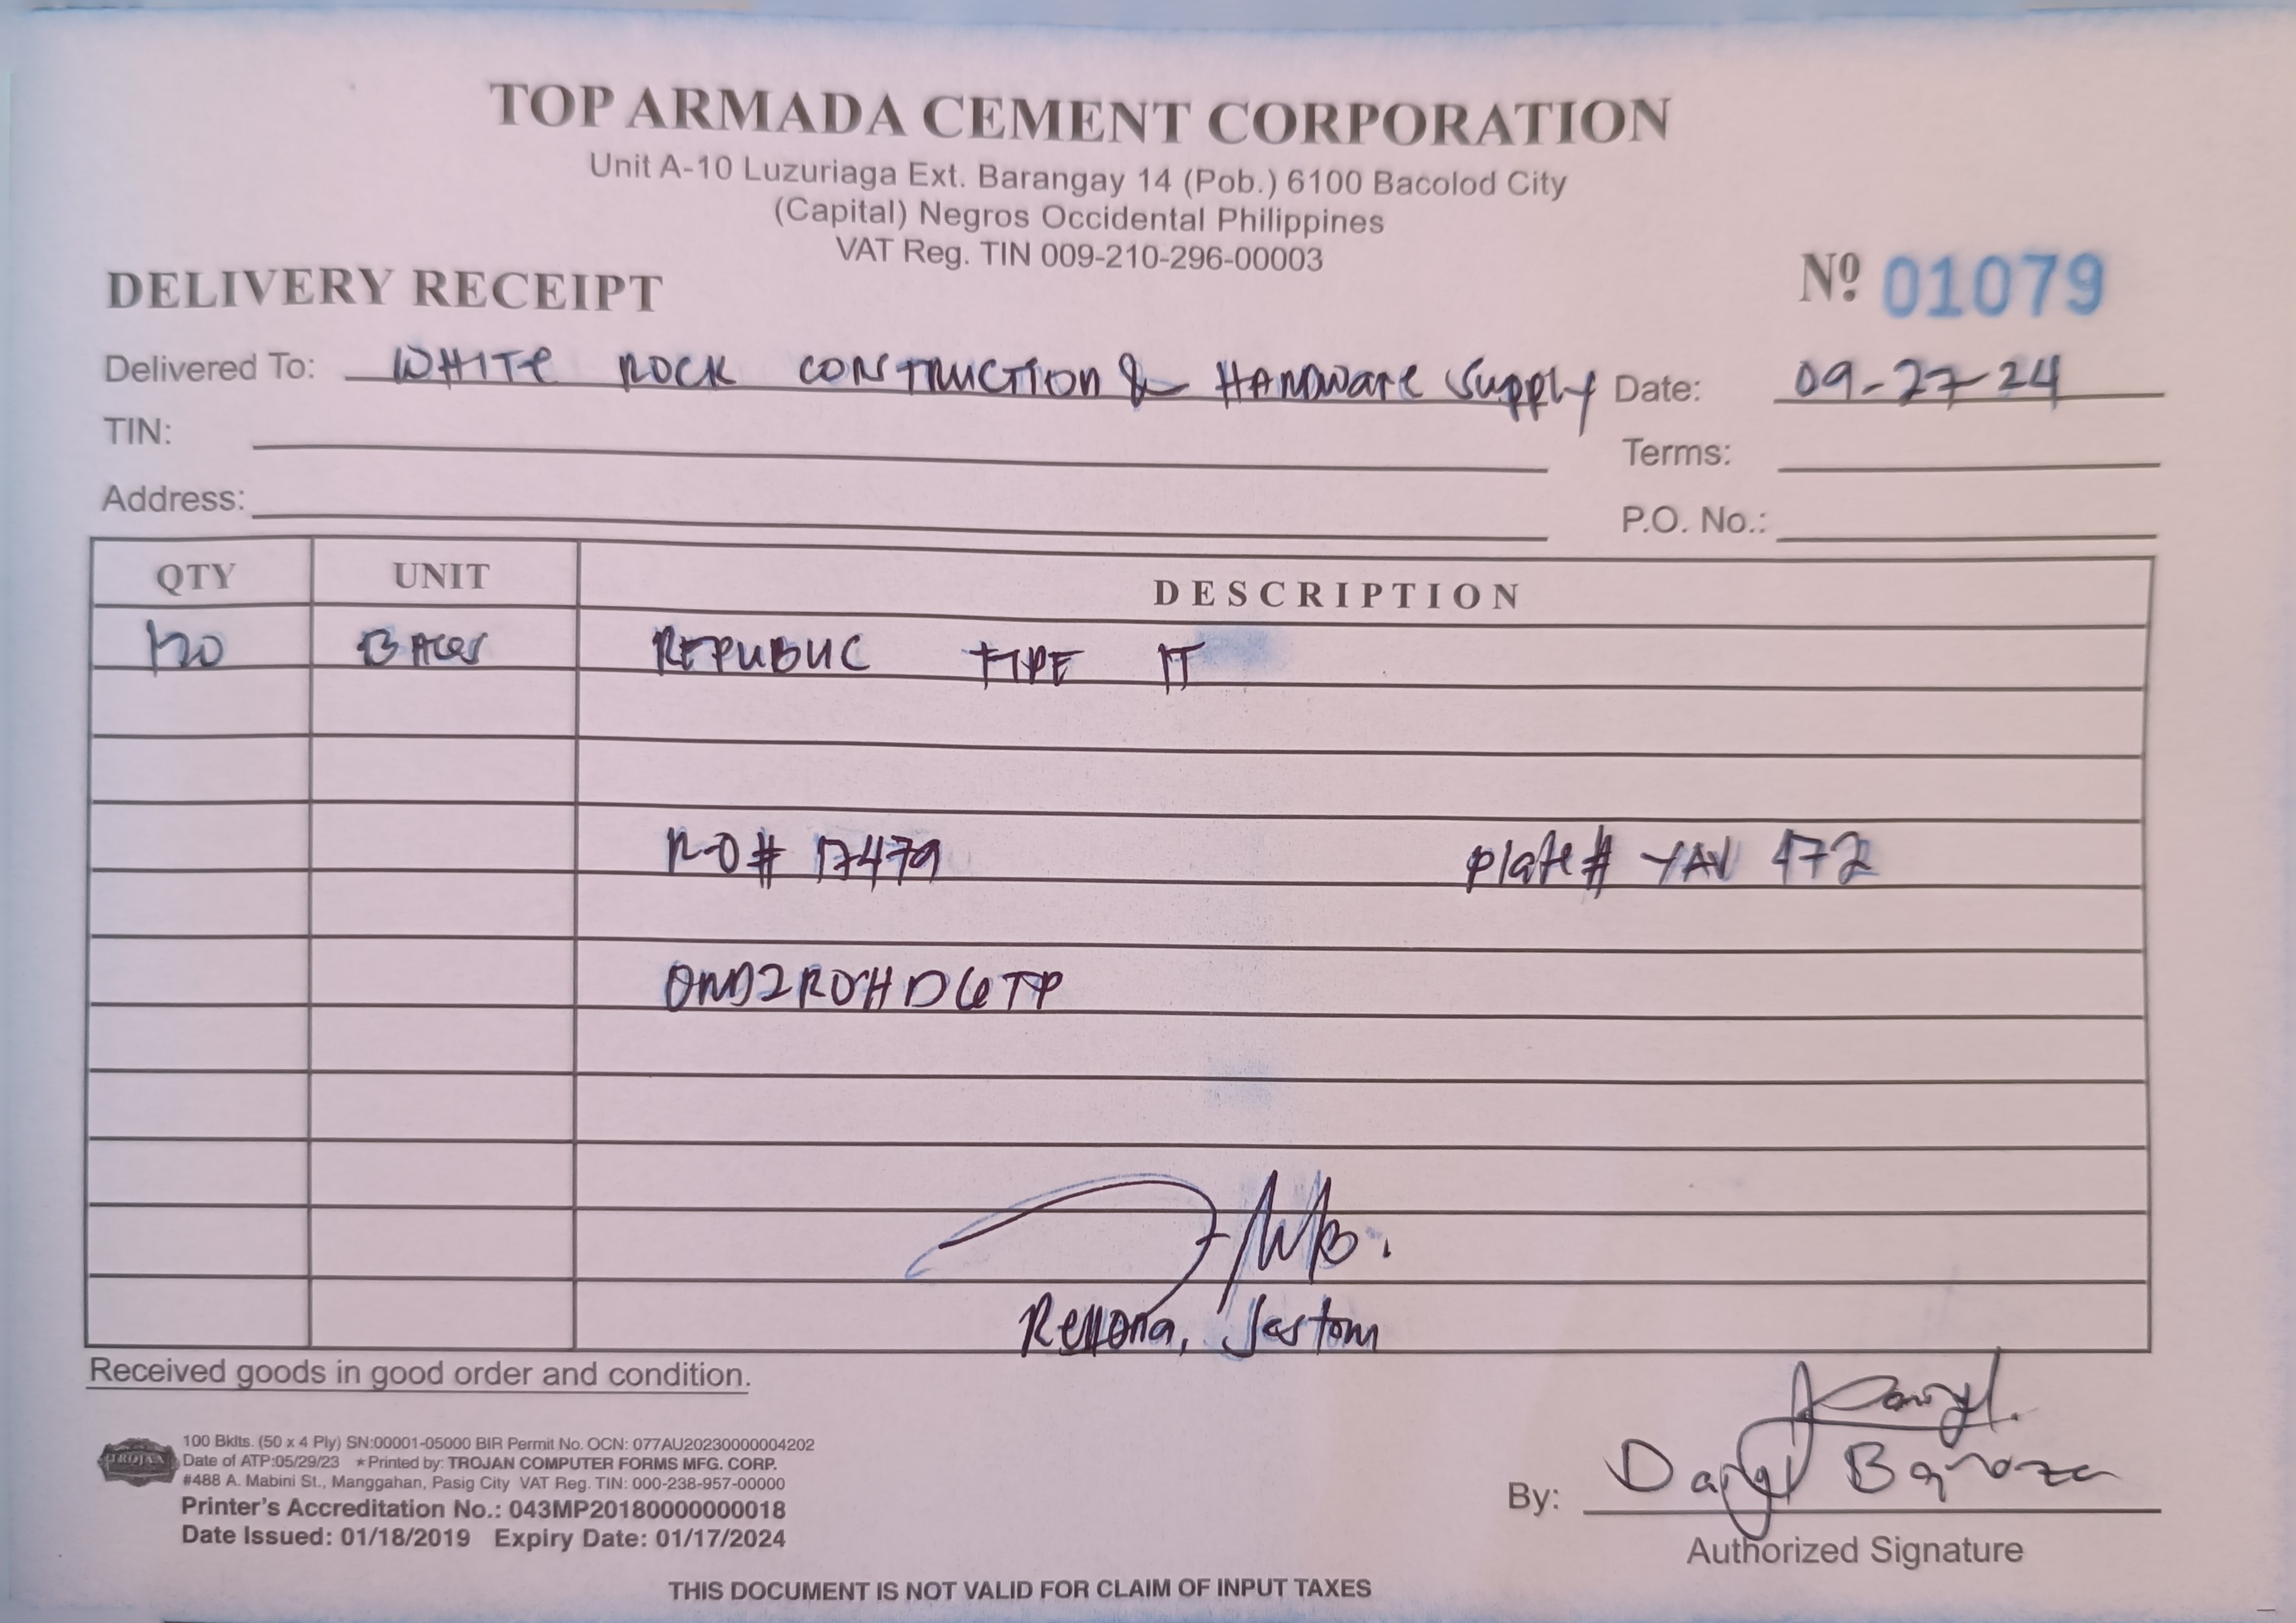 TOP ARMADA CEMENT CORPORATION
Unit A-10 Luzuriaga Ext. Barangay 14 (Pob.) 6100 Bacolod City
(Capital) Negros Occidental Philippines
VAT Reg. TIN 009-210-296-00003
DELIVERY RECEIPT
Nº 01079
Delivered To: WHITE ROCK CONSTRUCTION & HARDWARE SUPPLY Date: 09-27-24
TIN: Terms:
Address: P.O. No.:
QTY UNIT DESCRIPTION
120 BAGS REPUBLIC TYPE IT
R-O# 17479 Plate# YAV 472
Received goods in good order and condition.
TROJAN
100 Bklts. (50 x 4 Ply) SN:00001-05000 BIR Permit No. OCN: 077AU20230000004202
Date of ATP:05/29/23 ★Printed by: TROJAN COMPUTER FORMS MFG. CORP.
#488 A. Mabini St., Manggahan, Pasig City VAT Reg. TIN: 000-238-957-00000
Printer's Accreditation No.: 043MP20180000000018
Date Issued: 01/18/2019 Expiry Date: 01/17/2024
By: Daryl
Authorized Signature
THIS DOCUMENT IS NOT VALID FOR CLAIM OF INPUT TAXES